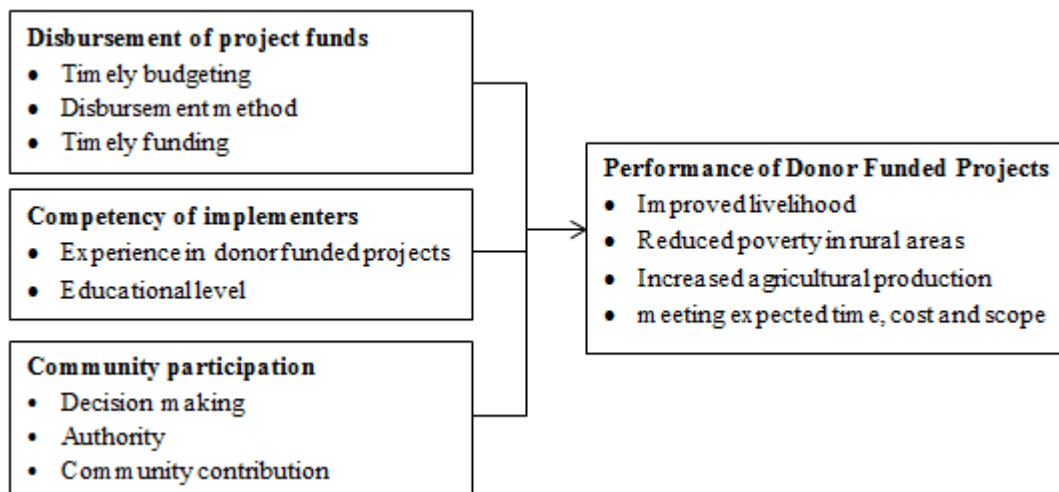 Disbursement of project funds
• Timely budgeting
• Disbursement method
• Timely funding
Competency of implementers
• Experience in donor funded projects
• Educational level
Community participation
• Decision making
• Authority
• Community contribution
Performance of Donor Funded Projects
• Improved livelihood
• Reduced poverty in rural areas
• Increased agricultural production
• meeting expected time, cost and scope